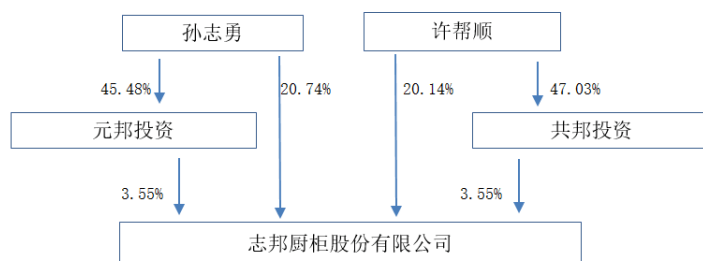 孙志勇
许帮顺
45.48%
20.74%
20.14%
47.03%
元邦投资
共邦投资
3.55%
3.55%
志邦厨柜股份有限公司